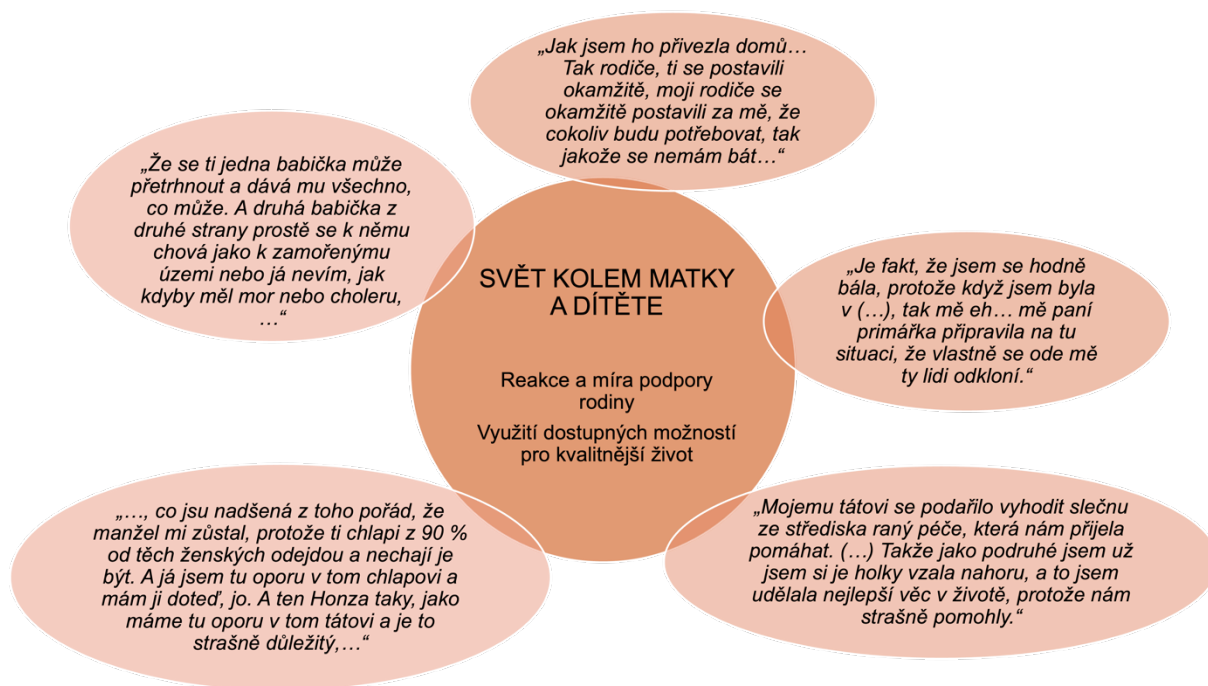 „Jak jsem ho přivezla domů…
Tak rodiče, ti se postavili
okamžitě, moji rodiče se
okamžitě postavili za mě, že
cokoliv budu potřebovat, tak
jakože se nemám bát…“
„Že se ti jedna babička může
přetrhnout a dává mu všechno,
co může. A druhá babička z
druhé strany prostě se k němu
chová jako k zamořenýmu
území nebo já nevím, jak
kdyby měl mor nebo choleru,
…“
SVĚT KOLEM MATKY
A DÍTĚTE
Reakce a míra podpory
rodiny
Využití dostupných možností
pro kvalitnější život
„Je fakt, že jsem se hodně
bála, protože když jsem byla
v (…), tak mě eh… mě paní
primářka připravila na tu
situaci, že vlastně se ode mě
ty lidi odkloní.“
„…, co jsu nadšená z toho pořád, že
manžel mi zůstal, protože ti chlapi z 90 %
od těch ženských odejdou a nechají je
být. A já jsem tu oporu v tom chlapovi a
mám ji doteď, jo. A ten Honza taky, jako
máme tu oporu v tom tátovi a je to
strašně důležitý,…“
„Mojemu tátovi se podařilo vyhodit slečnu
ze střediska raný péče, která nám přijela
pomáhat. (…) Takže jako podruhé jsem už
jsem si je holky vzala nahoru, a to jsem
udělala nejlepší věc v životě, protože nám
strašně pomohly.“